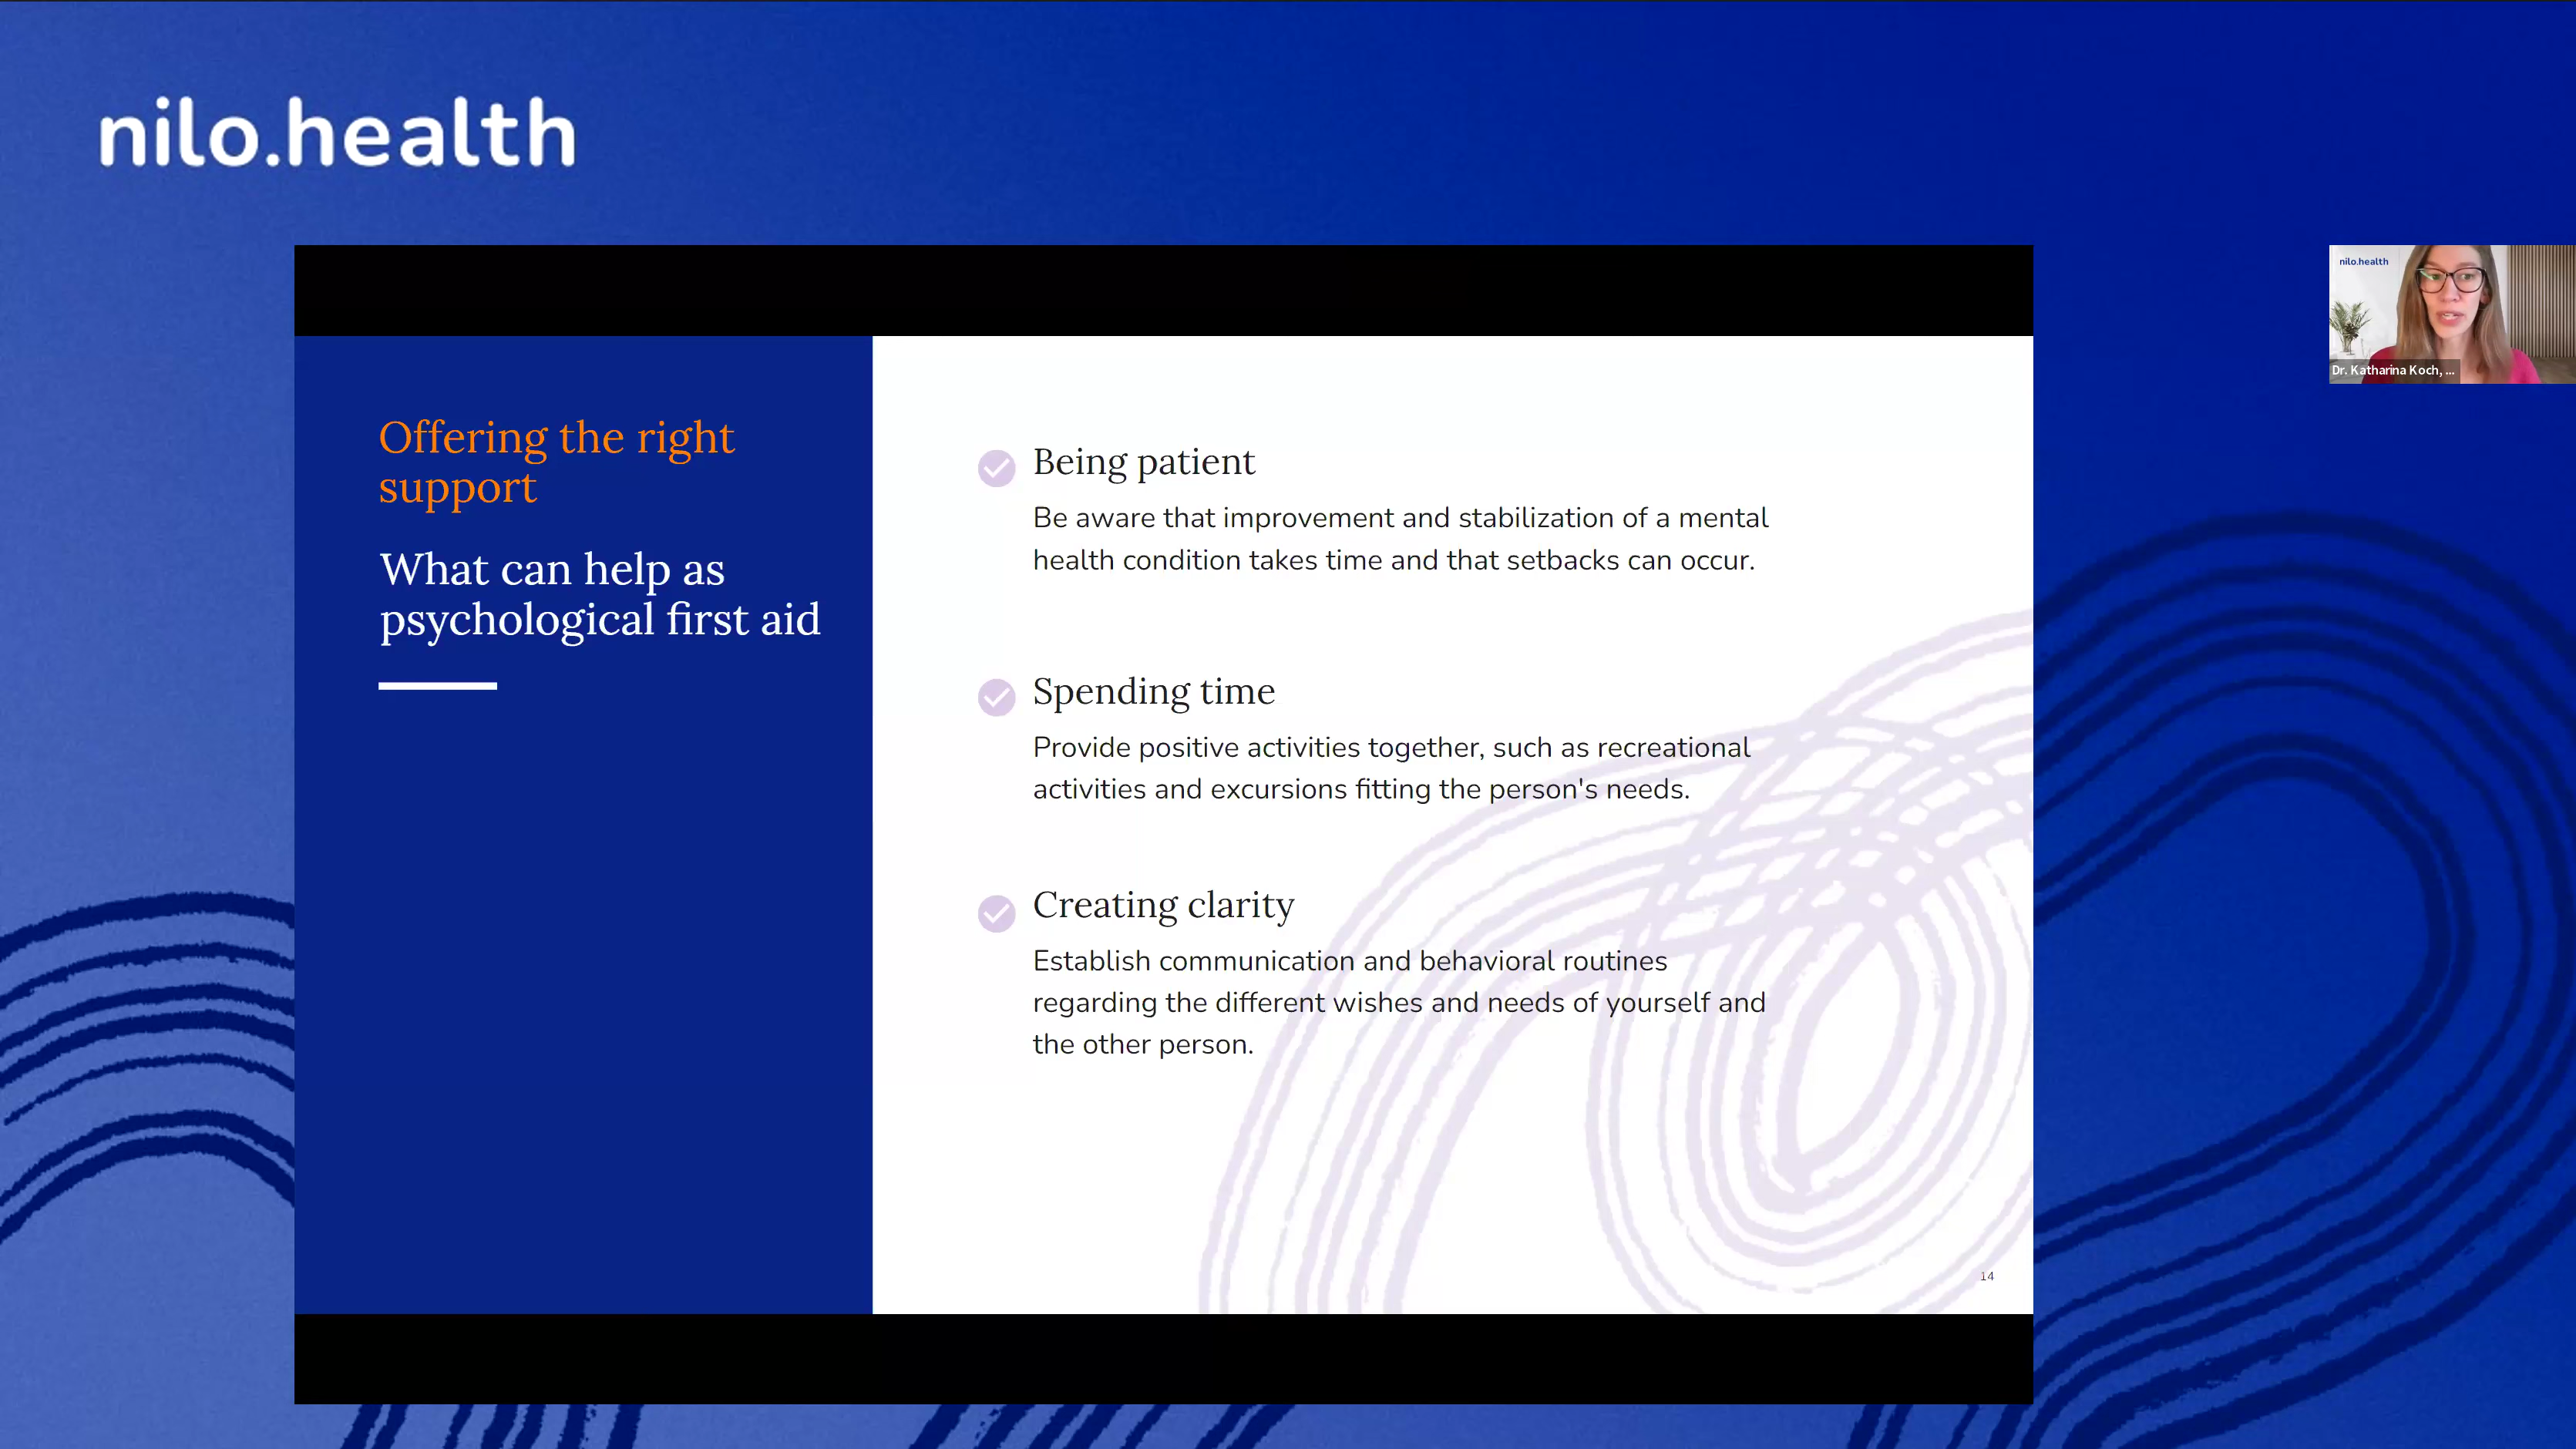 nilo.health
nilo.health
Dr. Katharina Koch, ...
Offering the right
support
What can help as
psychological first aid
Being patient
Be aware that improvement and stabilization of a mental
health condition takes time and that setbacks can occur.
Spending time
Provide positive activities together, such as recreational
activities and excursions fitting the person's needs.
Creating clarity
Establish communication and behavioral routines
regarding the different wishes and needs of yourself and
the other person.
14